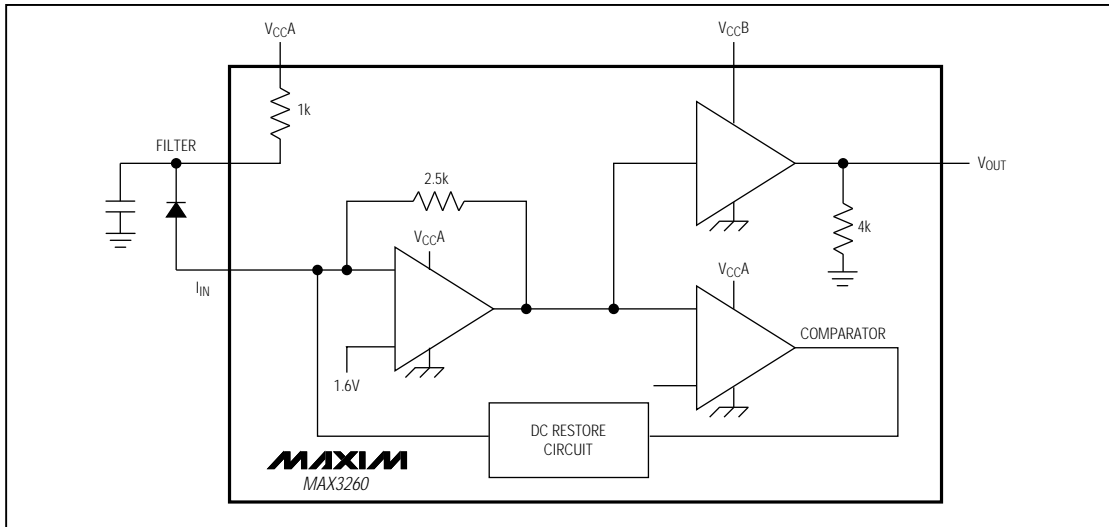 VCCA
VCCB
1k
FILTER
2.5k
VOUT
VCCA
4k
VCCA
IIN
COMPARATOR
1.6V
DC RESTORE
CIRCUIT
MAXIM
MAX3260